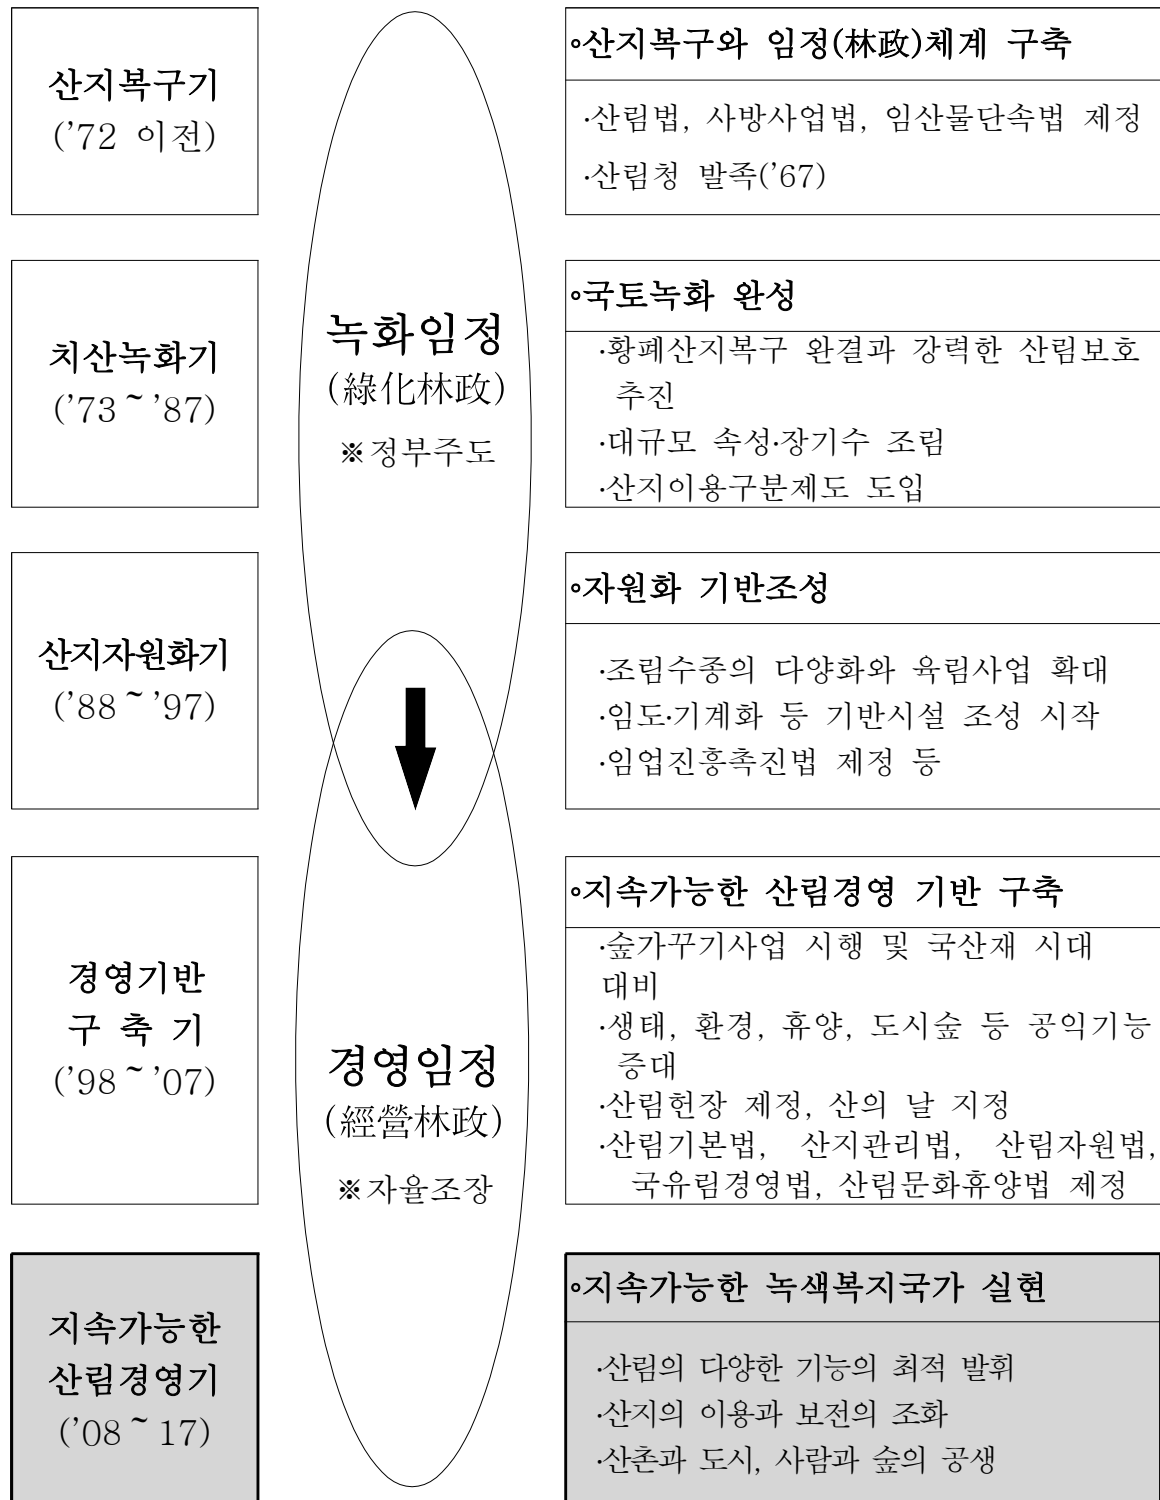 산지복구기
('72 이전)
◦산지복구와 임정(林政)체계 구축
·산림법, 사방사업법, 임산물단속법 제정
·산림청 발족('67)
치산녹화기
('73 ~ '87)
녹화임정
(綠化林政)
※정부주도
◦국토녹화 완성
·황폐산지복구 완결과 강력한 산림보호
추진
·대규모 속성·장기수 조림
·산지이용구분제도 도입
산지자원화기
('88 ~ '97)
◦자원화 기반조성
·조림수종의 다양화와 육림사업 확대
·임도·기계화 등 기반시설 조성 시작
·임업진흥촉진법 제정 등
경영기반
구 축 기
('98 ~ '07)
경영임정
(經營林政)
※자율조장
◦지속가능한 산림경영 기반 구축
·숲가꾸기사업 시행 및 국산재 시대
대비
·생태, 환경, 휴양, 도시숲 등 공익기능
증대
·산림헌장 제정, 산의 날 지정
·산림기본법, 산지관리법, 산림자원법,
국유림경영법, 산림문화휴양법 제정
지속가능한
산림경영기
('08 ~ 17)
◦지속가능한 녹색복지국가 실현
·산림의 다양한 기능의 최적 발휘
·산지의 이용과 보전의 조화
·산촌과 도시, 사람과 숲의 공생